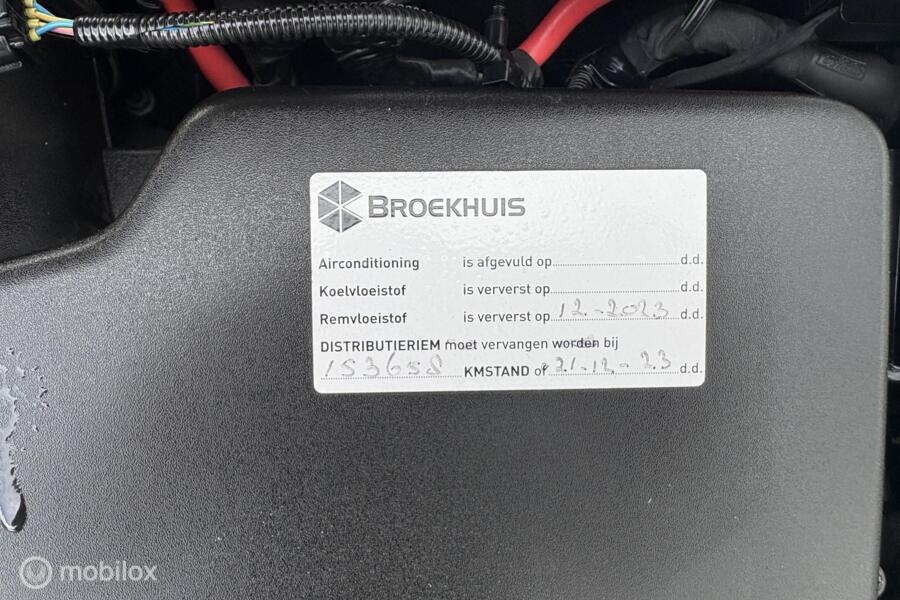 BROEKHUIS
Airconditioning is afgevuld op d.d.
Koelvloeistof is ververst op d.d.
Remvloeistof is ververst op 12-2023 d.d.
DISTRIBUTIERIEM moet vervangen worden bij
153658 KMSTAND of 21-12-23 d.d.
mobilox